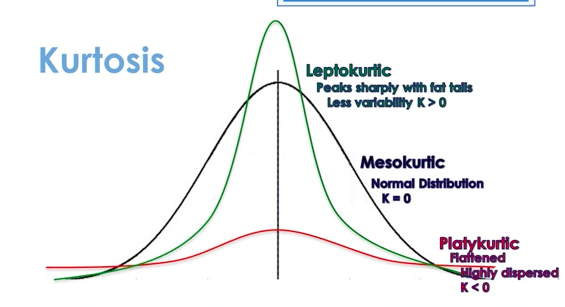 Kurtosis
Leptokurtic
Peaks sharply with fat tails
Less variability K > 0
Mesokurtic
Normal Distribution
K = 0
Platykurtic
Flattened
Highly dispersed
K < 0